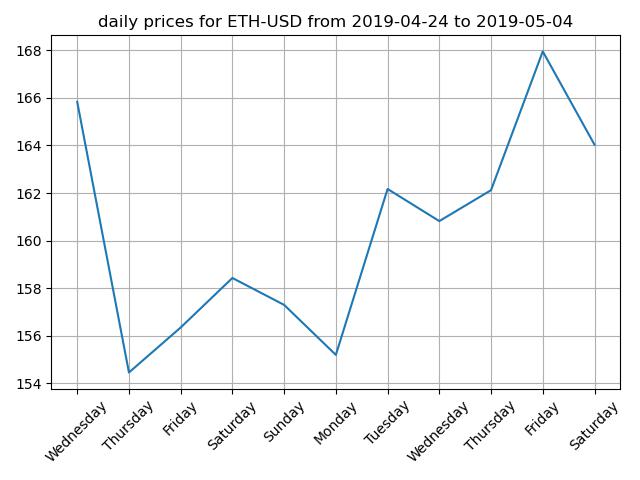 daily prices for ETH-USD from 2019-04-24 to 2019-05-04
168
166
164
162
160
158
156
154
Wednesday
Thursday
Friday
Saturday
Sunday
Monday
Tuesday
Wednesday
Thursday
Friday
Saturday